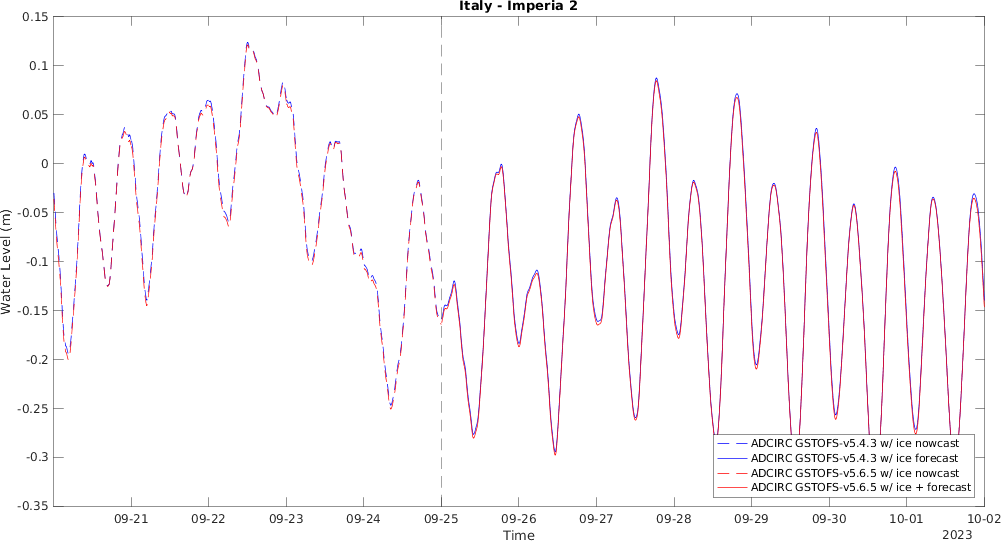 Italy - Imperia 2
0.15
0.1
0.05
0
-0.05
-0.1
-0.15
-0.2
-0.25
-0.3
-0.35
Water Level (m)
ADCIRC GSTOFS-v5.4.3 w/ ice nowcast
ADCIRC GSTOFS-v5.4.3 w/ ice forecast
ADCIRC GSTOFS-v5.6.5 w/ ice nowcast
ADCIRC GSTOFS-v5.6.5 w/ ice + forecast
09-21 09-22 09-23 09-24 09-25 09-26 09-27 09-28 09-29 09-30 10-01 10-02
Time
2023